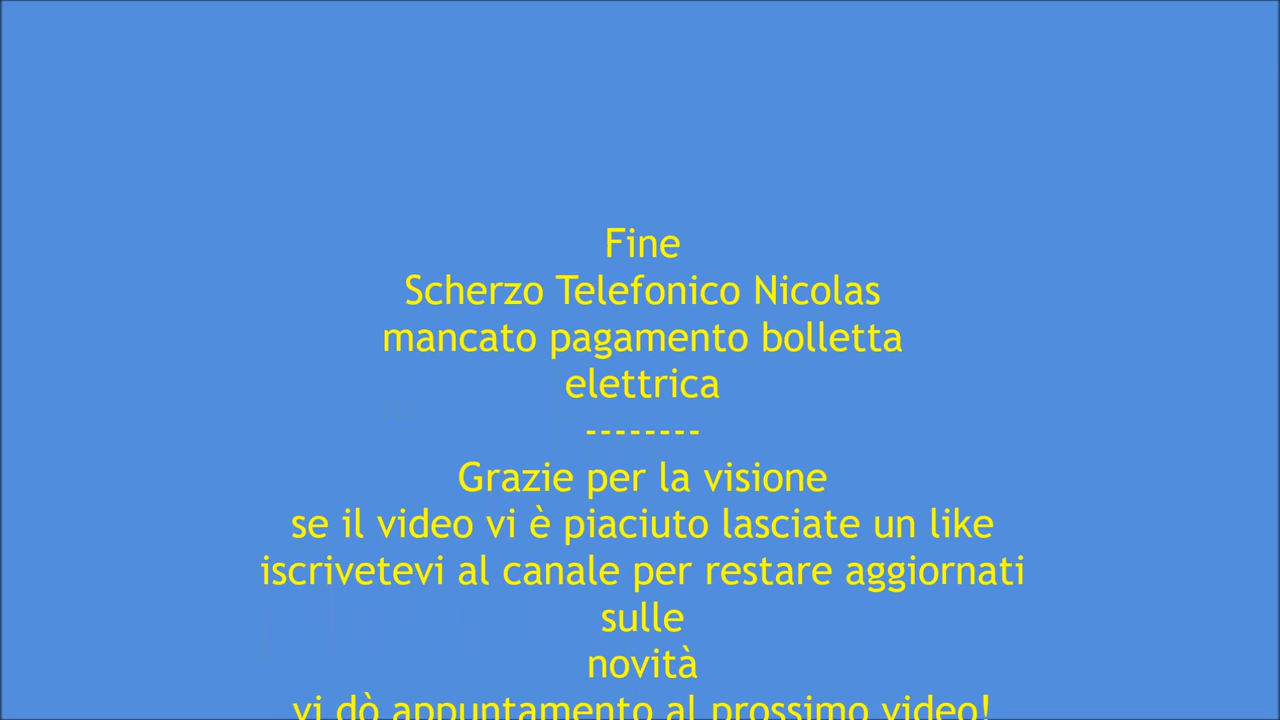 Fine
Scherzo Telefonico Nicolas
mancato pagamento bolletta
elettrica
--------
Grazie per la visione
se il video vi è piaciuto lasciate un like
iscrivetevi al canale per restare aggiornati
sulle
novità
vi dò appuntamento al prossimo video!